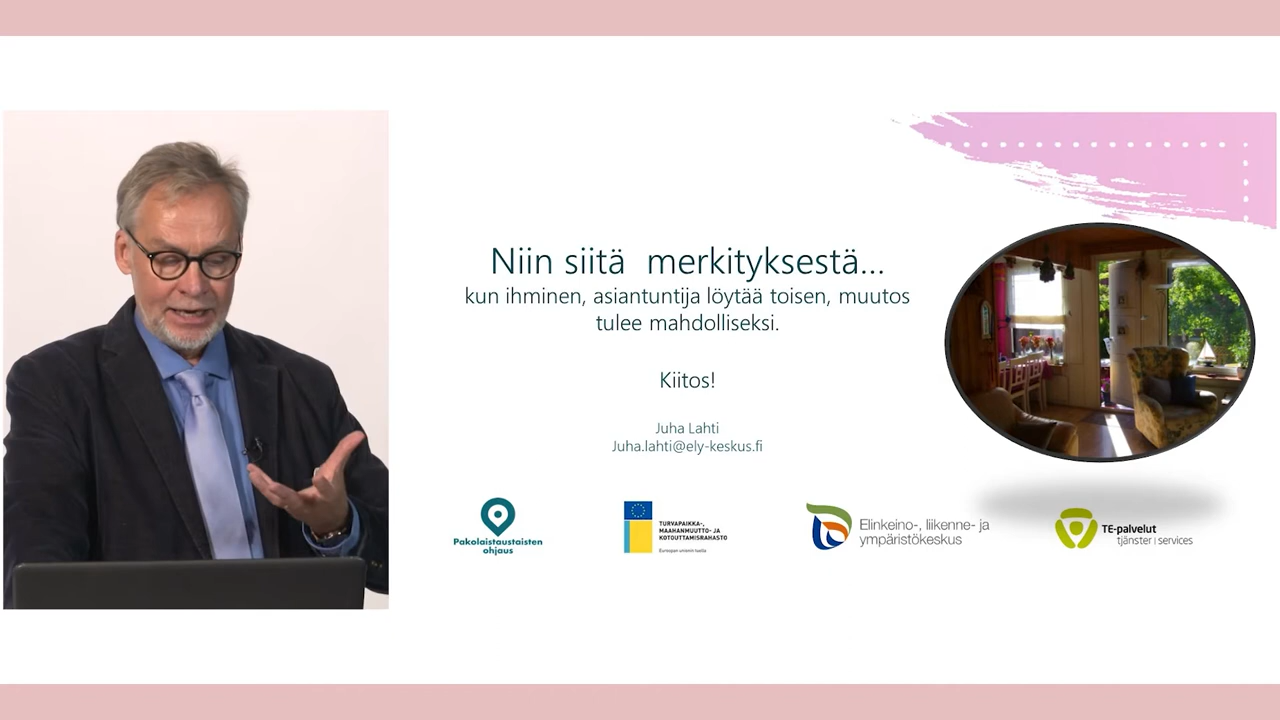 Niin siitä merkityksestä...
kun ihminen, asiantuntija löytää toisen, muutos
tulee mahdolliseksi.
Kiitos!
Juha Lahti
Juha.lahti@ely-keskus.fi
Pakolaistaustaisten
ohjaus
TURVAPAIKKA-,
MAAHANMUUTTO- JA
KOTOUTTAMISRAHASTO
Euroopan unionin tuella
Elinkeino-, liikenne- ja
ympäristökeskus
TE-palvelut
tjänster | services